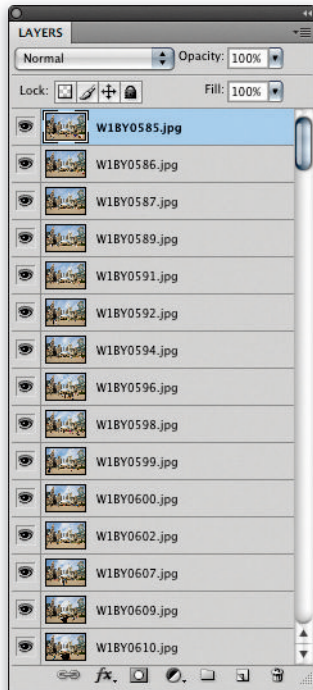 LAYERS
Normal Opacity: 100%
Lock: Fill: 100%
W1BY0585.jpg
W1BY0586.jpg
W1BY0587.jpg
W1BY0589.jpg
W1BY0591.jpg
W1BY0592.jpg
W1BY0594.jpg
W1BY0596.jpg
W1BY0598.jpg
W1BY0599.jpg
W1BY0600.jpg
W1BY0602.jpg
W1BY0607.jpg
W1BY0609.jpg
W1BY0610.jpg
fx.